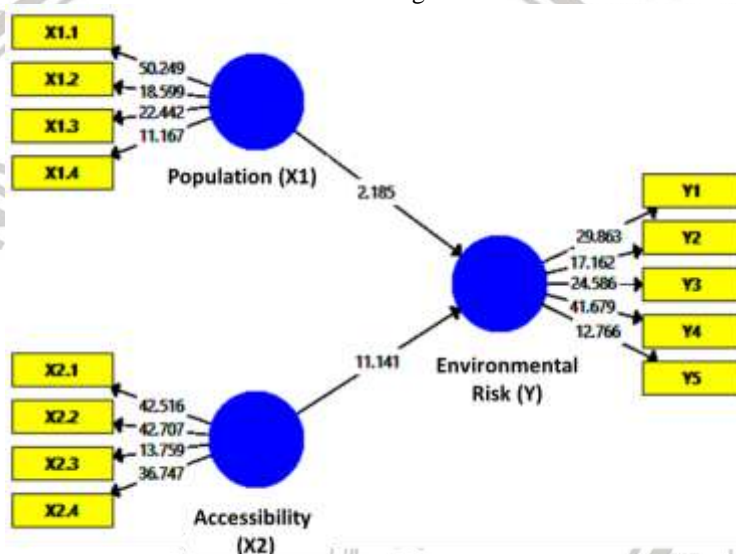 X1.1
X1.2
X1.3
X1.4
50.249
18.599
22.442
11.167
Population (X1)
2.185
Y1
Y2
Y3
Y4
Y5
29.863
17.162
24.586
41.679
12.766
Environmental
Risk (Y)
11.141
X2.1
X2.2
X2.3
X2.4
42.516
42.707
13.759
36.747
Accessibility
(X2)